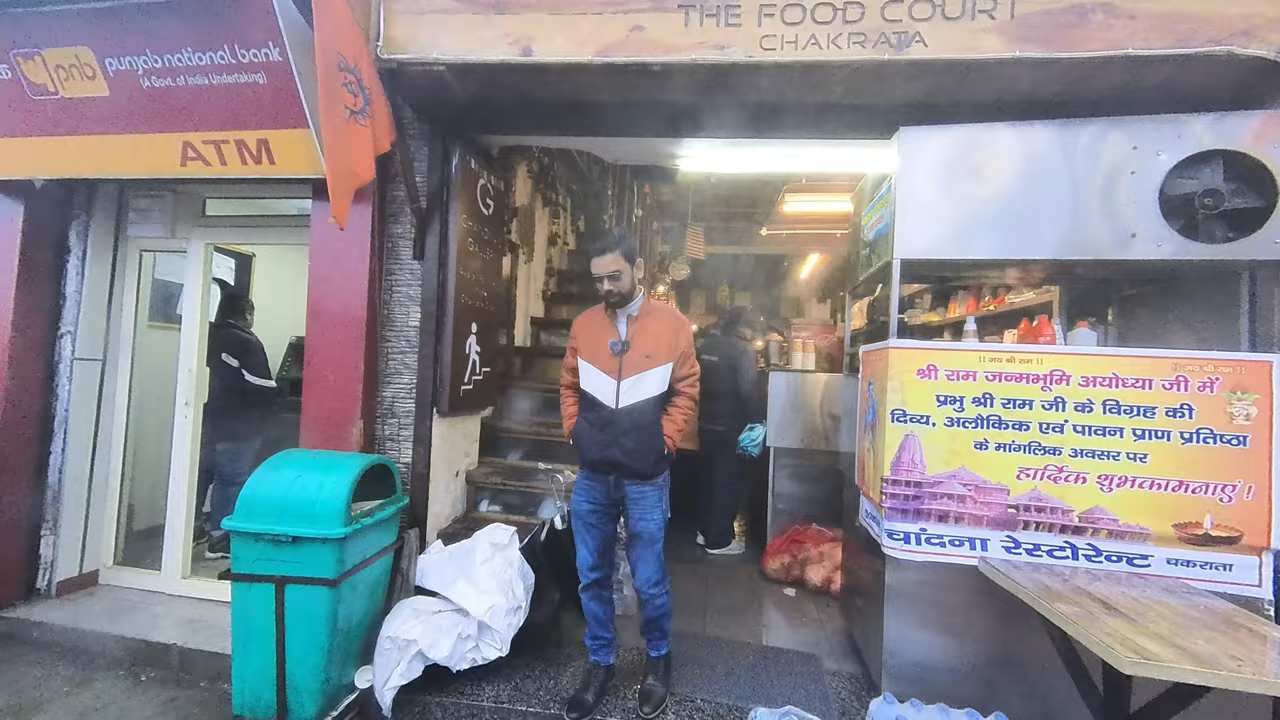 pnb punjab national bank
(A Govt. of India Undertaking)
ATM
THE FOOD COURT
CHAKRATA
G
।। जय श्री राम ।।
।। जय श्री राम ।।
श्री राम जन्मभूमि अयोध्या जी में
प्रभु श्री राम जी के विग्रह की
दिव्य, अलौकिक एवं पावन प्राण प्रतिष्ठा
के मांगलिक अवसर पर
हार्दिक शुभकामनाएं !
चांदना रेस्टोरेन्ट चकराता